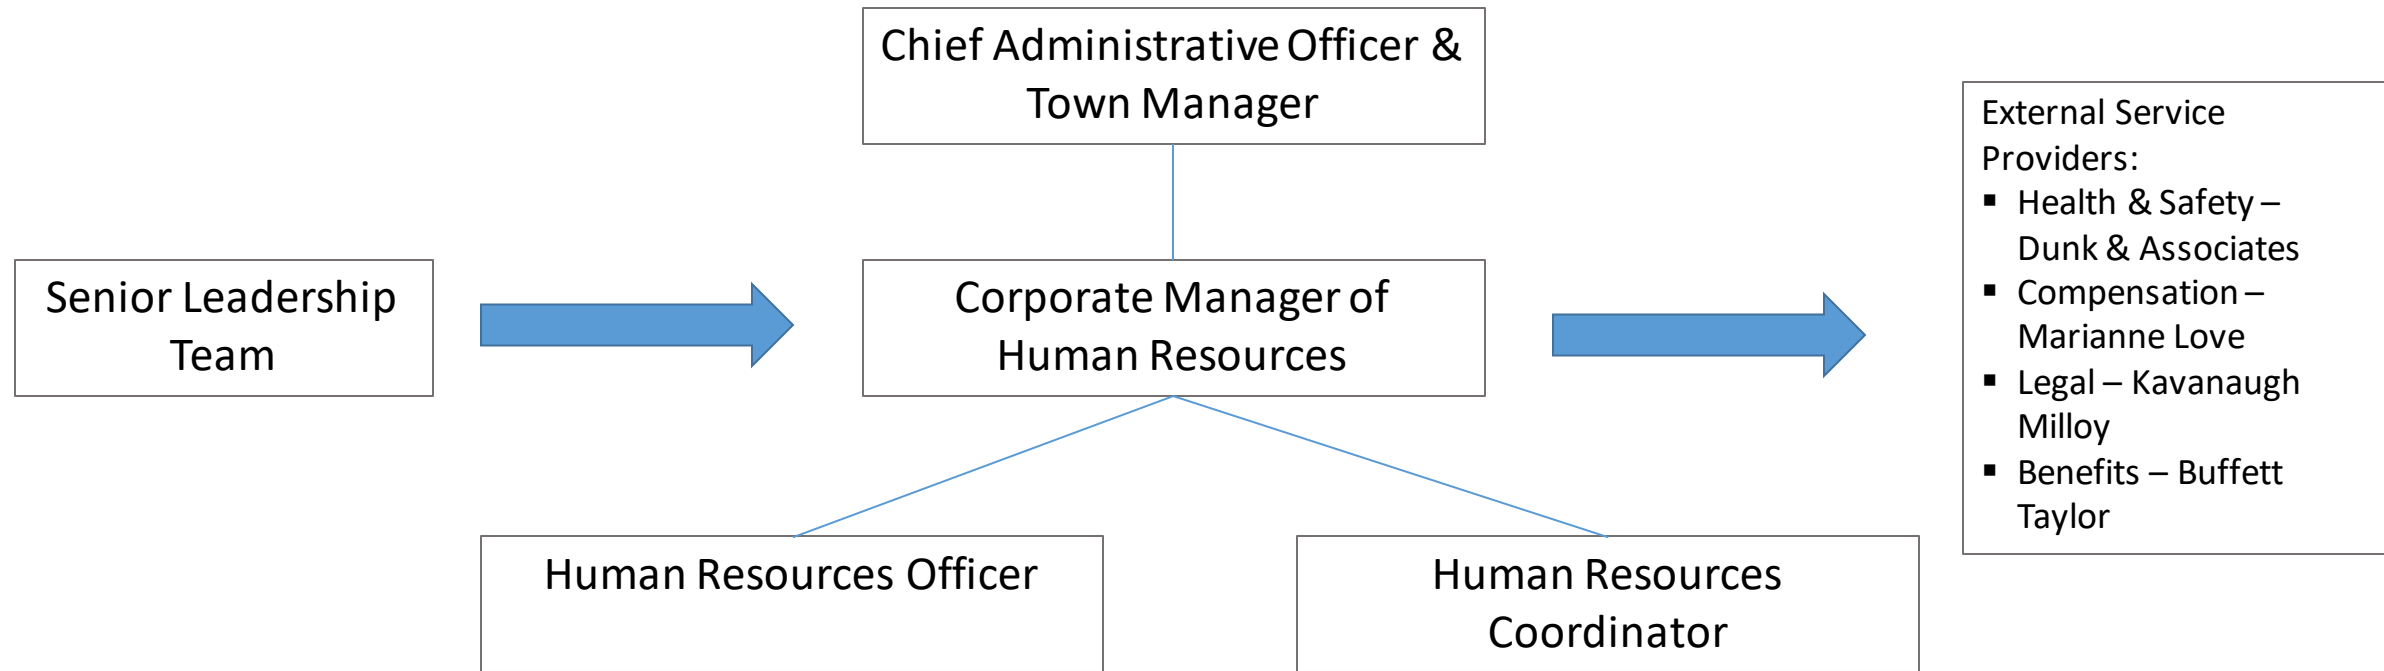 Chief Administrative Officer &
Town Manager
External Service
Providers:
▪ Health & Safety –
Dunk & Associates
▪ Compensation –
Marianne Love
▪ Legal – Kavanaugh
Milloy
▪ Benefits – Buffett
Taylor
Senior Leadership
Team
Corporate Manager of
Human Resources
Human Resources Officer
Human Resources
Coordinator